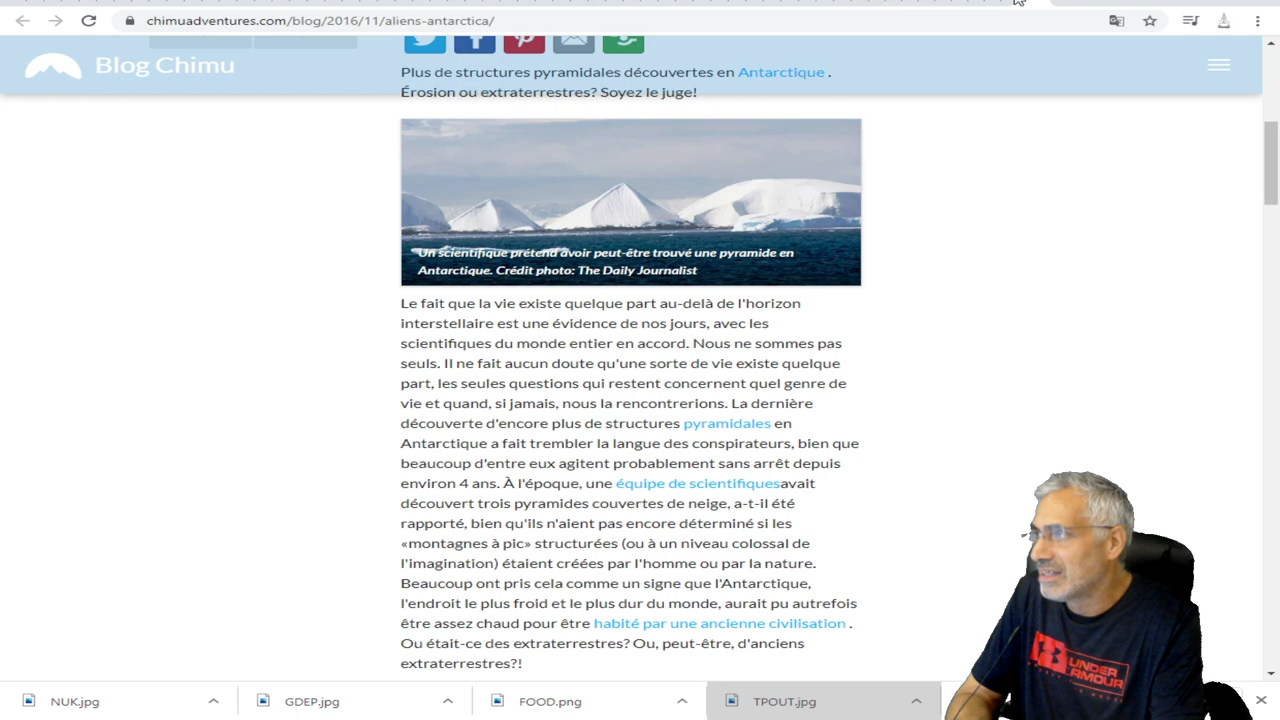 chimuadventures.com/blog/2016/11/aliens-antarctica/
Blog Chimu
Plus de structures pyramidales découvertes en Antarctique .
Érosion ou extraterrestres? Soyez le juge!
Un scientifique prétend avoir peut-être trouvé une pyramide en
Antarctique. Crédit photo: The Daily Journalist
Le fait que la vie existe quelque part au-delà de l'horizon
interstellaire est une évidence de nos jours, avec les
scientifiques du monde entier en accord. Nous ne sommes pas
seuls. Il ne fait aucun doute qu'une sorte de vie existe quelque
part, les seules questions qui restent concernent quel genre de
vie et quand, si jamais, nous la rencontrerions. La dernière
découverte d'encore plus de structures pyramidales en
Antarctique a fait trembler la langue des conspirateurs, bien que
beaucoup d'entre eux agitent probablement sans arrêt depuis
environ 4 ans. À l'époque, une équipe de scientifiquesavait
découvert trois pyramides couvertes de neige, a-t-il été
rapporté, bien qu'ils n'aient pas encore déterminé si les
«montagnes à pic» structurées (ou à un niveau colossal de
l'imagination) étaient créées par l'homme ou par la nature.
Beaucoup ont pris cela comme un signe que l'Antarctique,
l'endroit le plus froid et le plus dur du monde, aurait pu autrefois
être assez chaud pour être habité par une ancienne civilisation .
Ou était-ce des extraterrestres? Ou, peut-être, d'anciens
extraterrestres?!
UNDER
ARMOUR
NUK.jpg
GDEP.jpg
FOOD.png
TPOUT.jpg